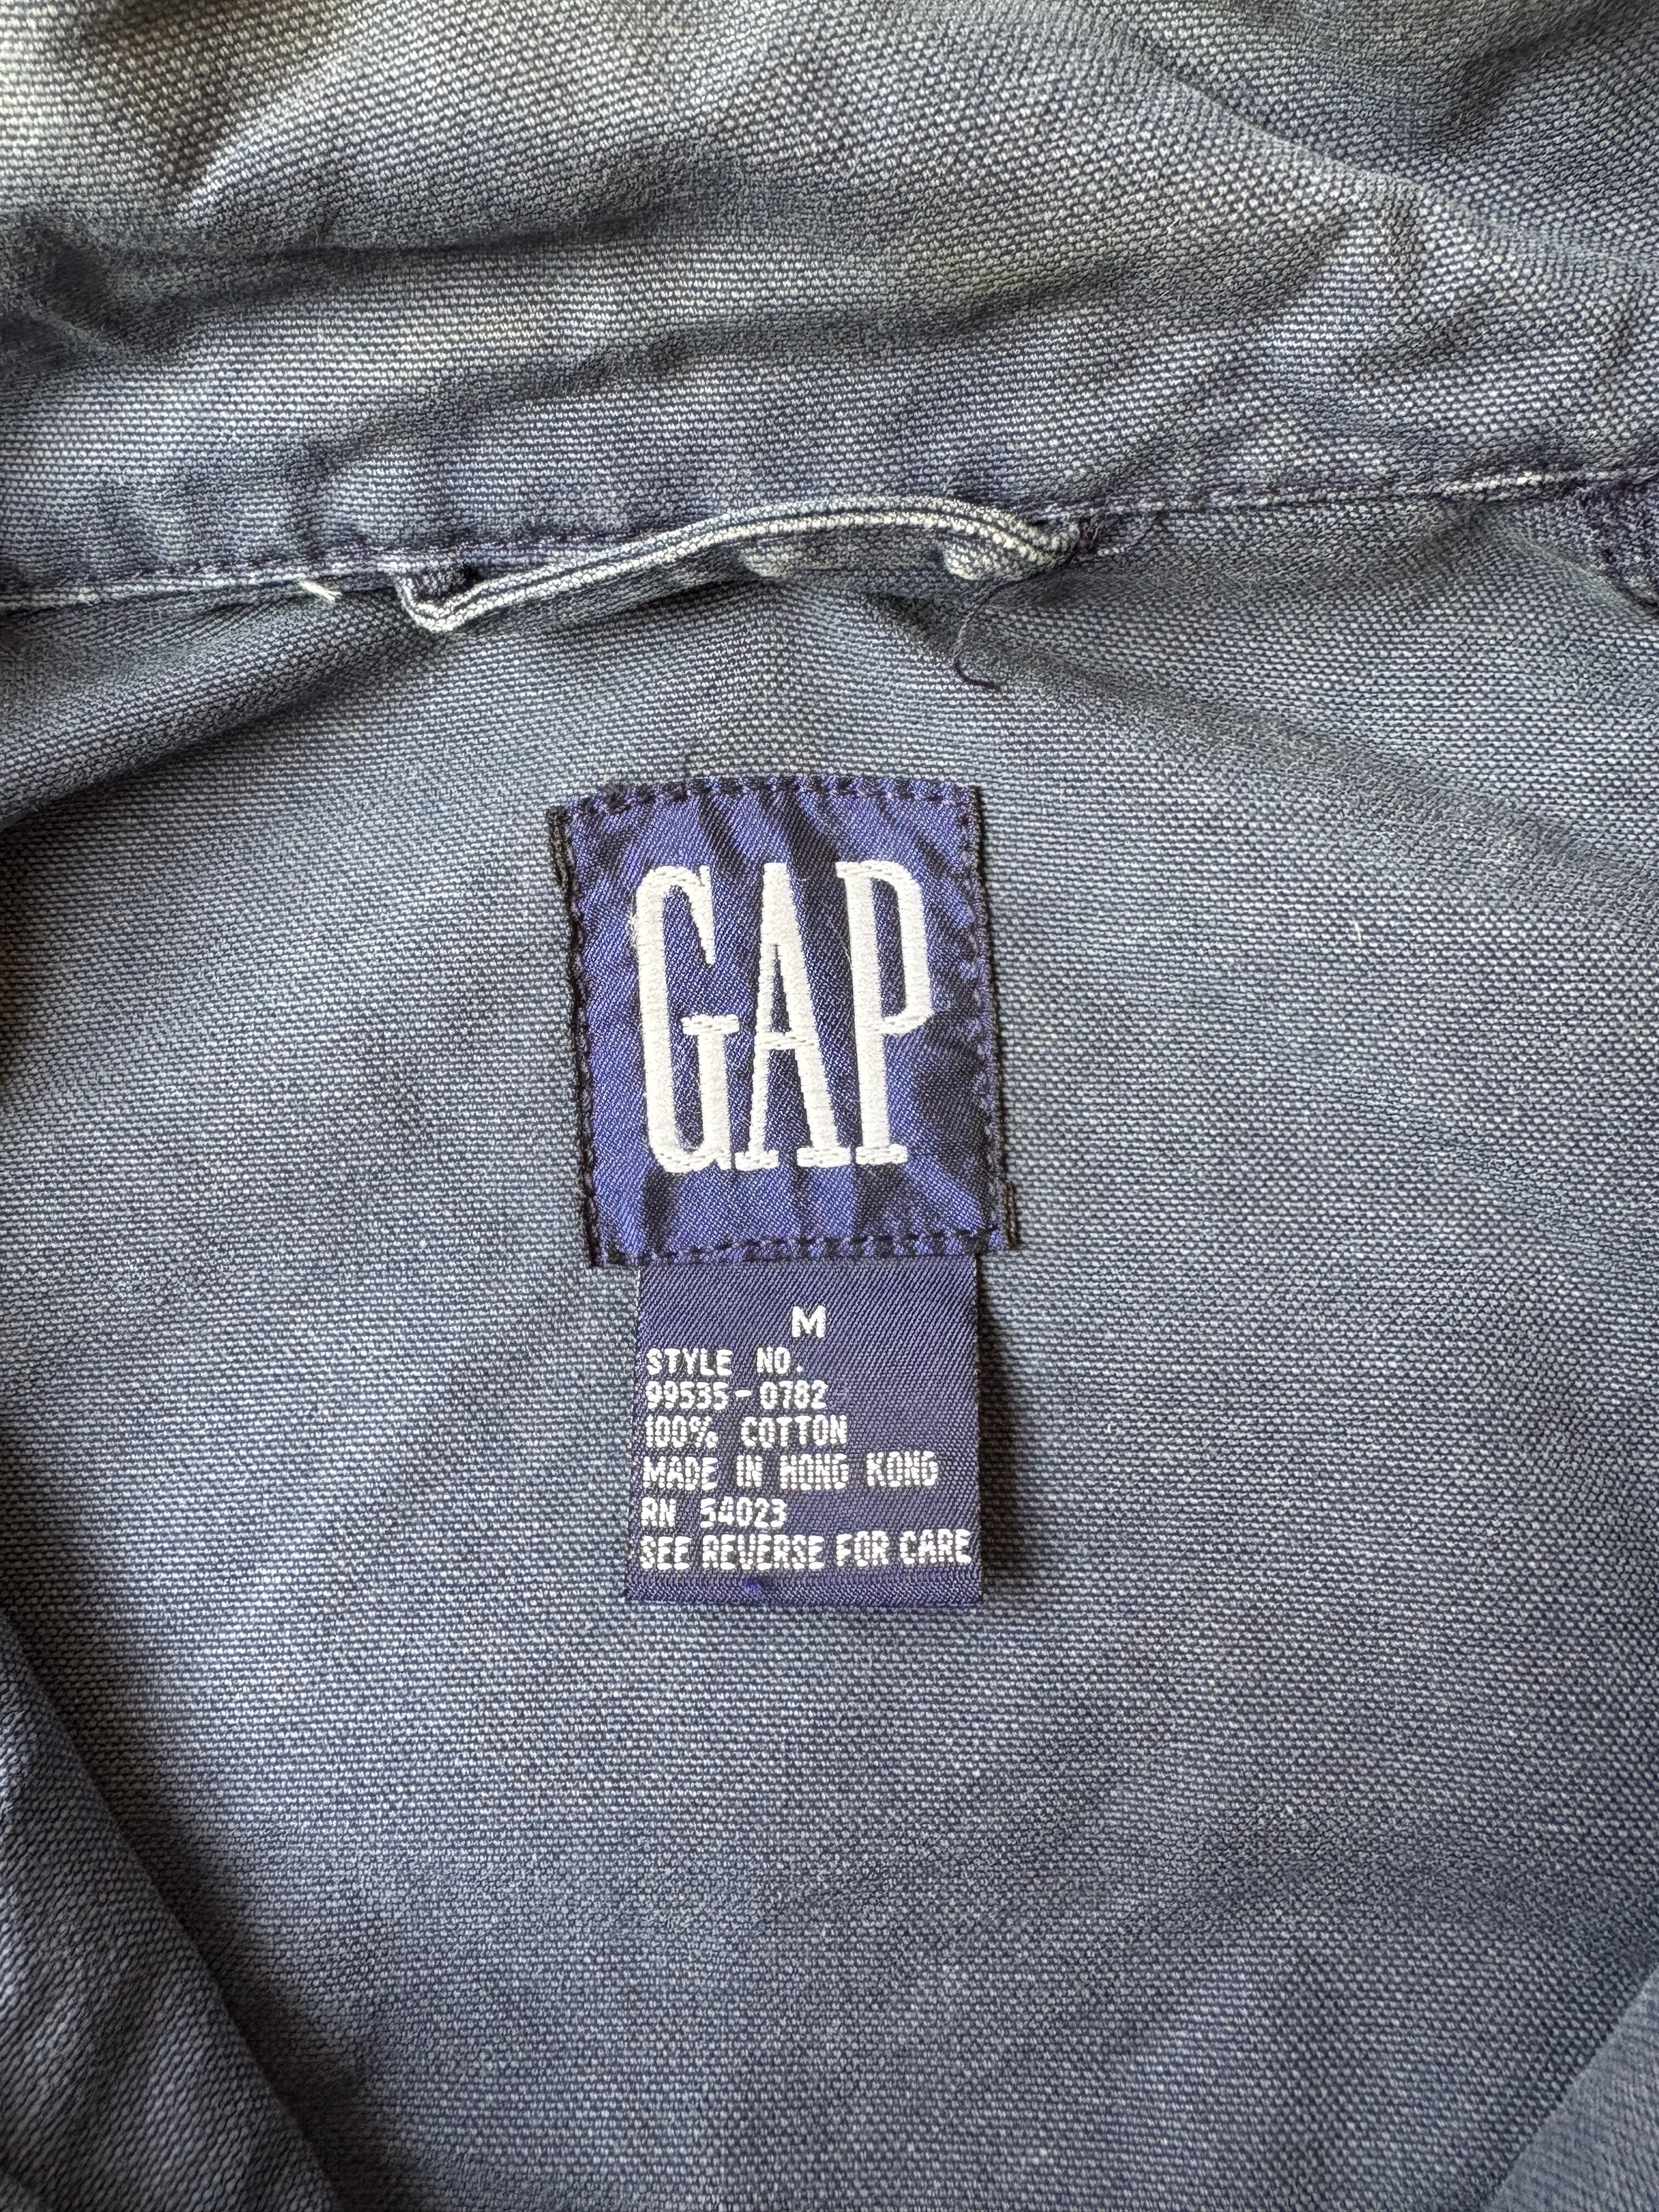 GAP
M
STYLE NO.
99535-0782
100% COTTON
MADE IN HONG KONG
RN 54023
SEE REVERSE FOR CARE